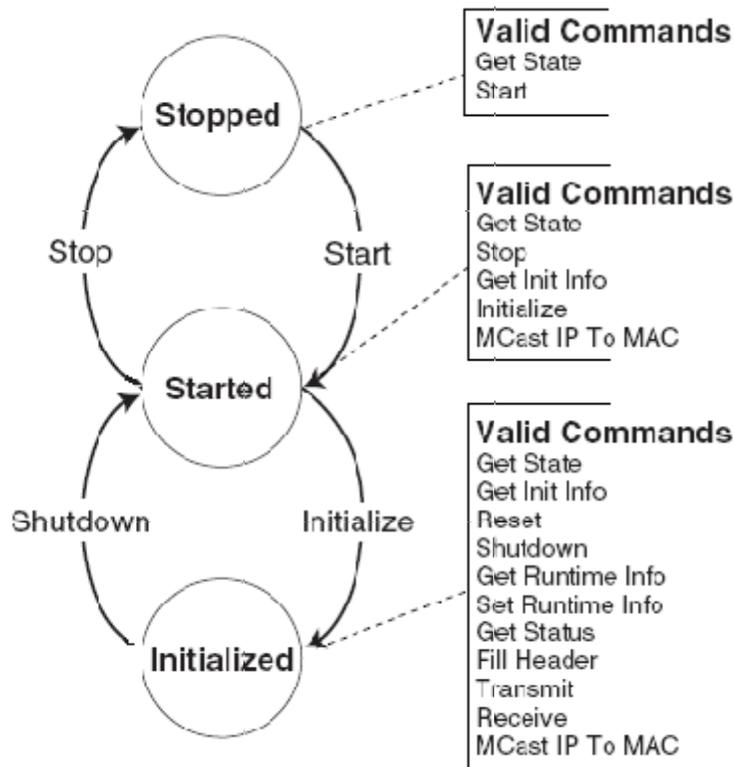 Stopped
Valid Commands
Get State
Start
Stop
Start
Valid Commands
Get State
Stop
Get Init Info
Initialize
MCast IP To MAC
Started
Valid Commands
Get State
Get Init Info
Reset
Shutdown
Get Runtime Info
Set Runtime Info
Get Status
Fill Header
Transmit
Receive
MCast IP To MAC
Shutdown
Initialize
Initialized